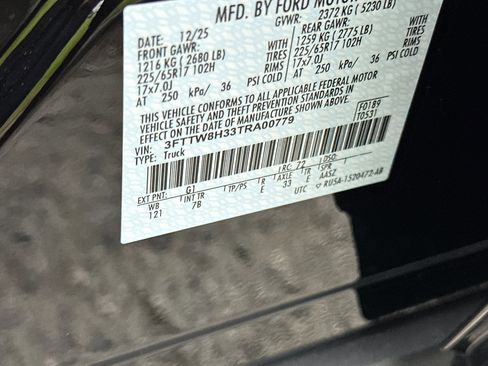 MFD. BY FORD MOTOR
DATE: 12/25 GVWR: 2372 KG ( 5230 LB)
FRONT GAWR: REAR GAWR:
1216 KG ( 2680 LB) 1259 KG ( 2775 LB)
225/65R17 102H TIRES 225/65R17 102H WITH TIRES
17x7.0J RIMS 17x7.0J RIMS
AT 250 kPa/ 36 PSI COLD AT 250 kPa/ 36 PSI COLD
THIS VEHICLE CONFORMS TO ALL APPLICABLE FEDERAL MOTOR
VEHICLE SAFETY AND THEFT PREVENTION STANDARDS IN EFFECT
ON THE DATE OF MANUFACTURE SHOWN ABOVE.
VIN: 3FTTW8H33TRA00779 F0189
TYPE: Truck T0531
EXT PNT: G1 RC: 72 DSO:
WB INT TR TP/PS R AXLE TR SPR
121 7B E 33 E AASZ
UTC RUSA-1520472-AB